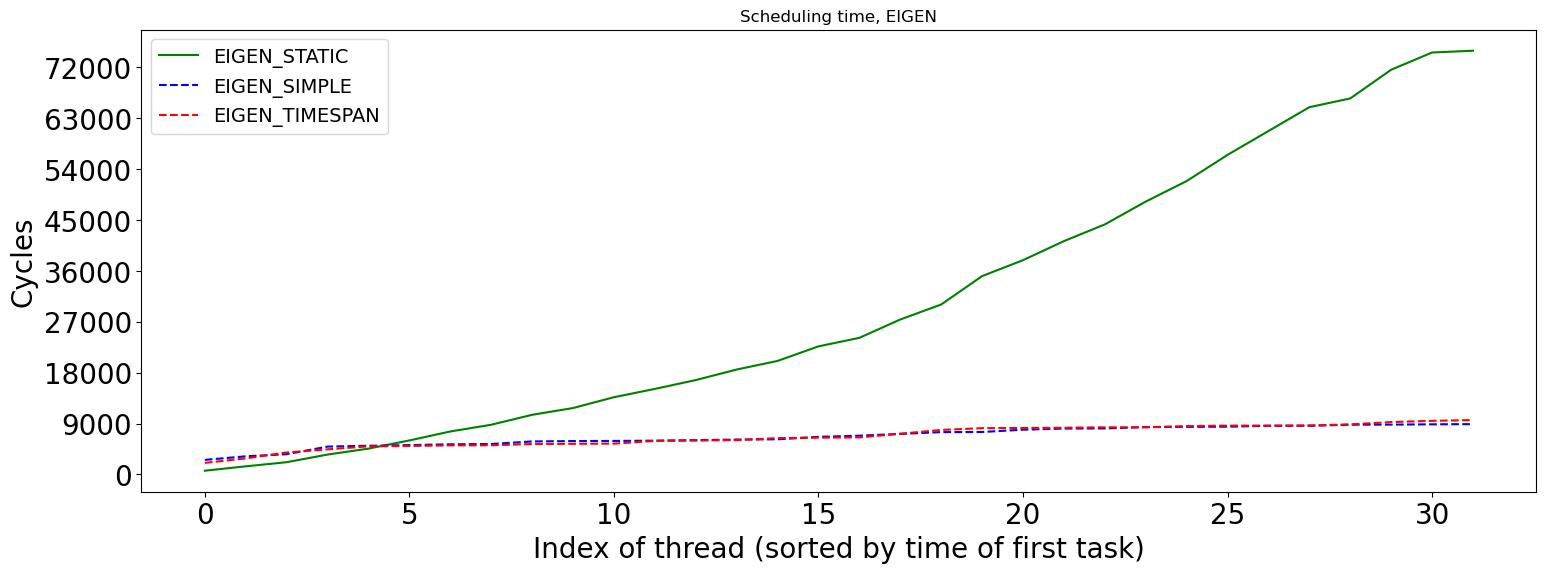 Scheduling time, EIGEN
EIGEN_STATIC
EIGEN_SIMPLE
EIGEN_TIMESPAN
72000
63000
54000
45000
36000
27000
18000
9000
0
Cycles
0 5 10 15 20 25 30
Index of thread (sorted by time of first task)